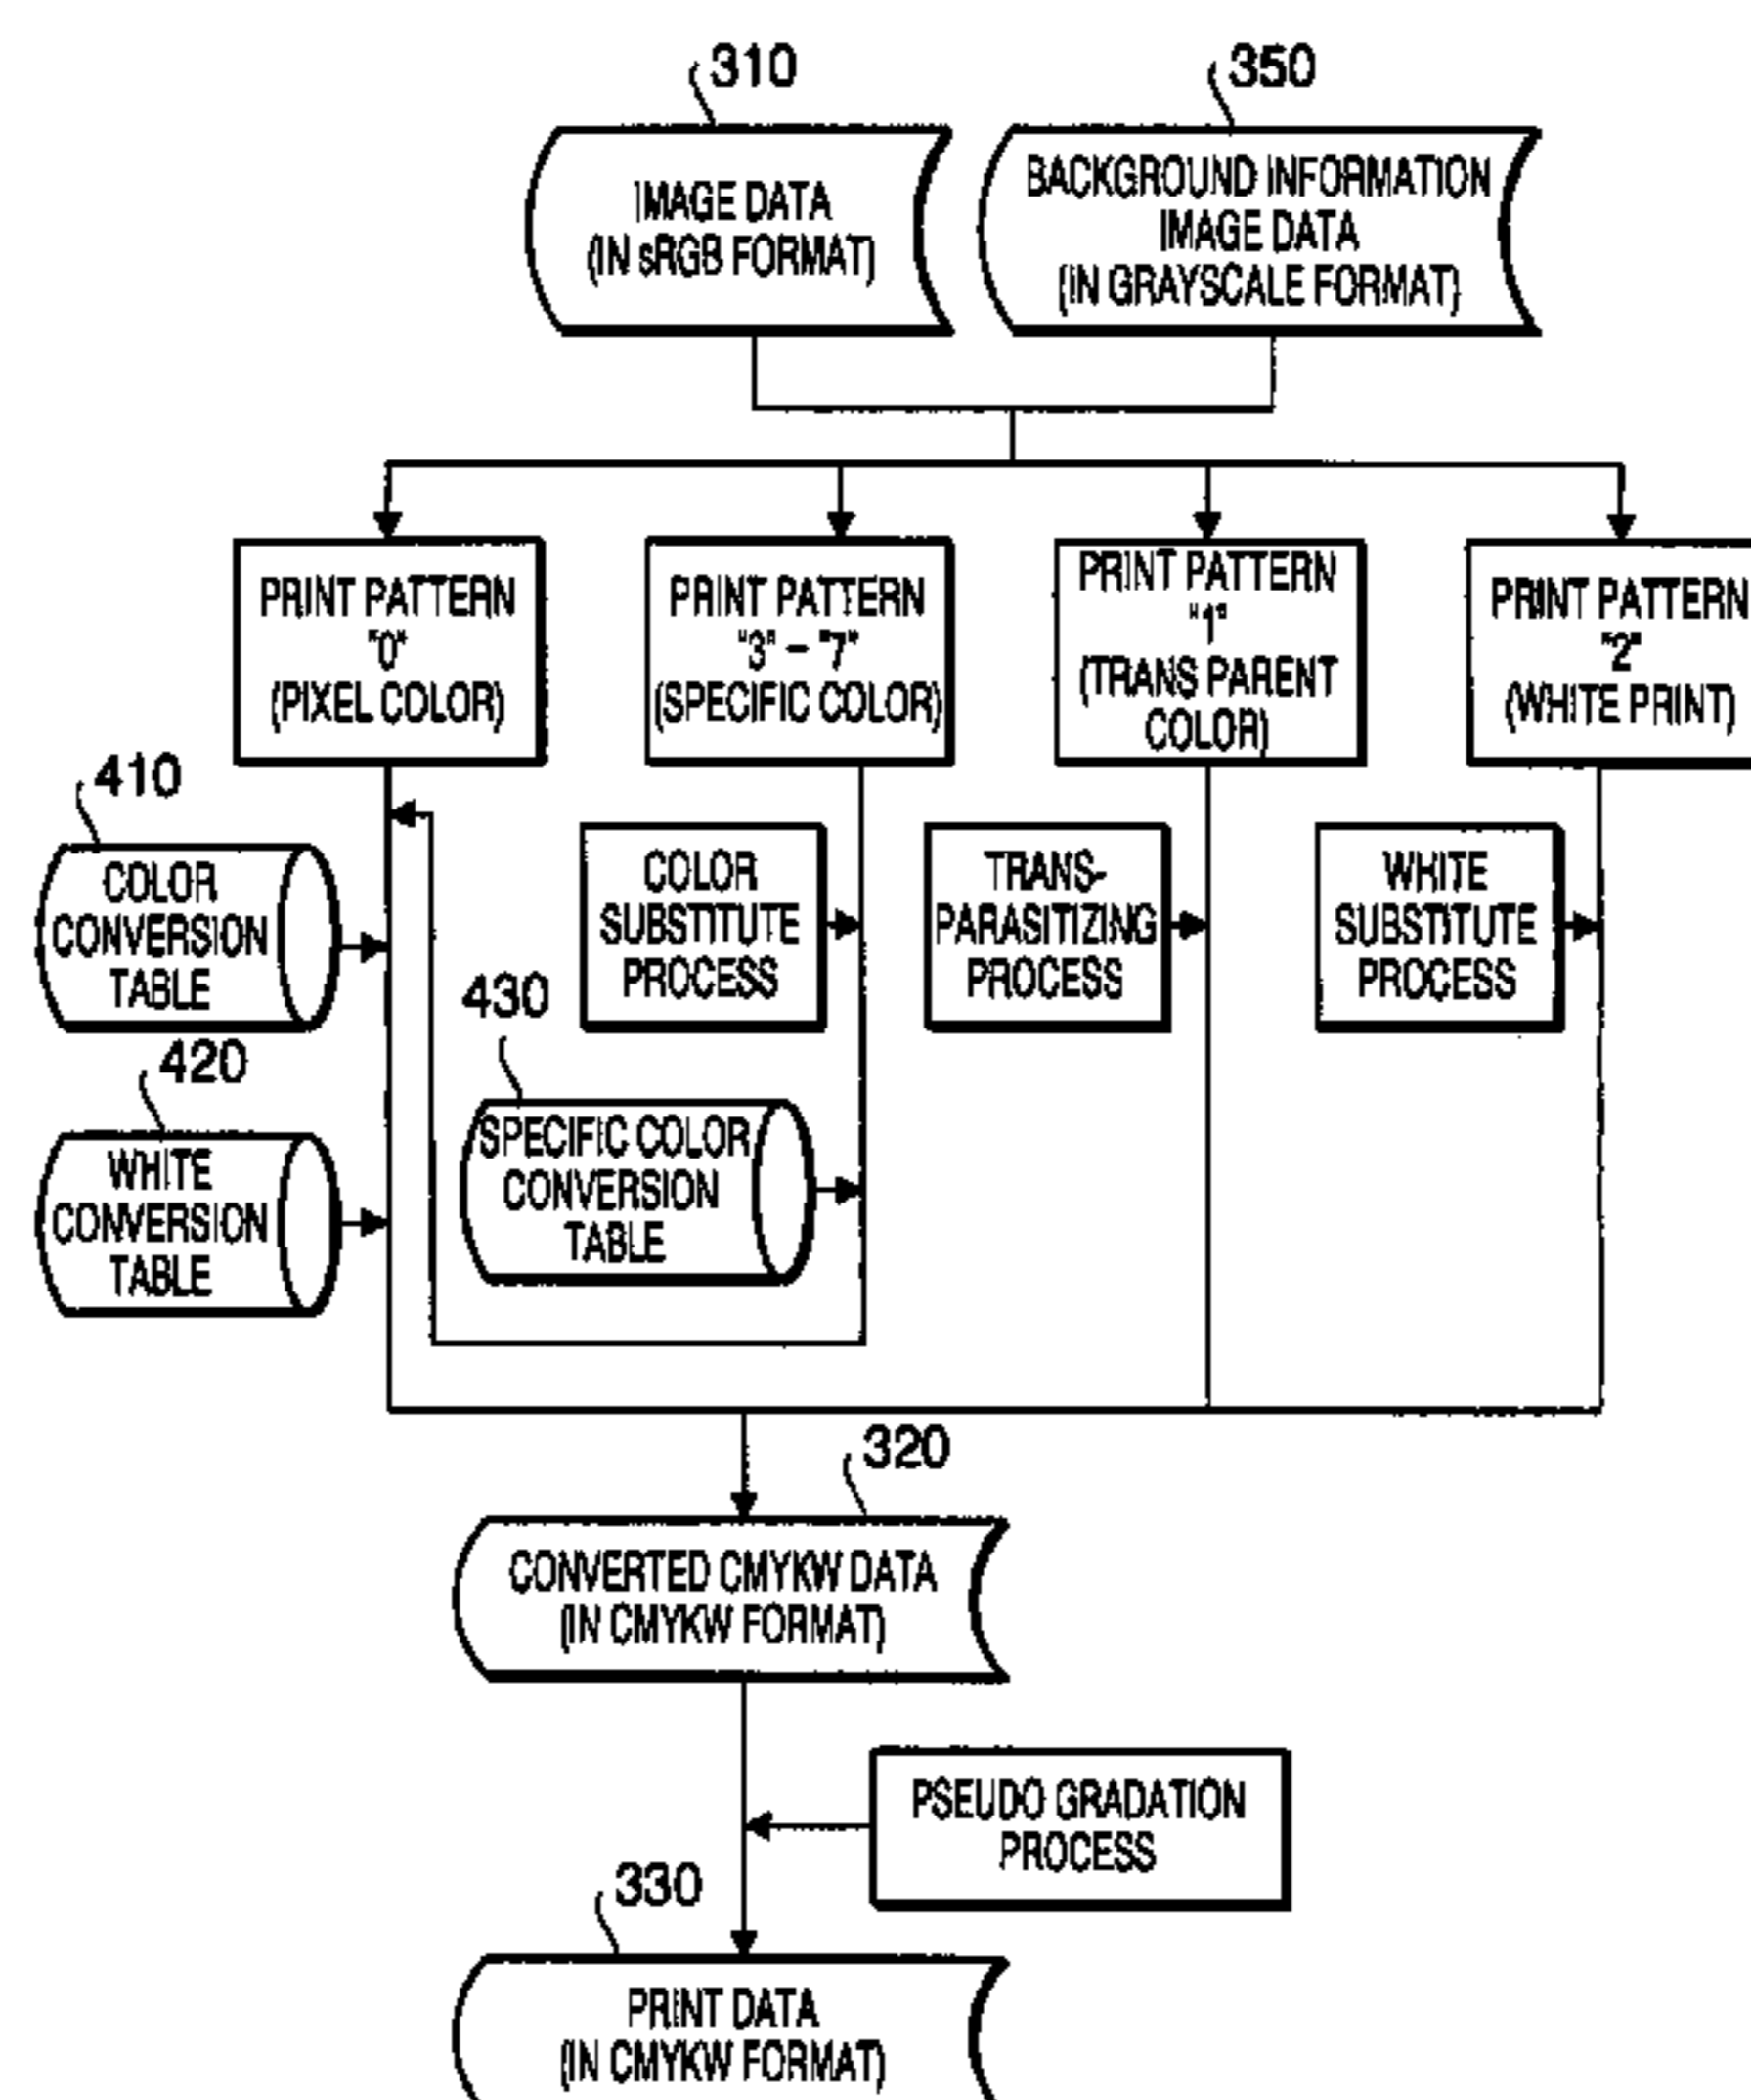 310
350
IMAGE DATA
(IN sRGB FORMAT)
BACKGROUND INFORMATION
IMAGE DATA
(IN GRAYSCALE FORMAT)
PRINT PATTERN
"0"
(PIXEL COLOR)
PRINT PATTERN
"3" – "7"
(SPECIFIC COLOR)
PRINT PATTERN
"1"
(TRANS PARENT
COLOR)
PRINT PATTERN
"2"
(WHITE PRINT)
410
COLOR
CONVERSION
TABLE
COLOR
SUBSTITUTE
PROCESS
TRANS-
PARASITIZING
PROCESS
WHITE
SUBSTITUTE
PROCESS
420
WHITE
CONVERSION
TABLE
430
SPECIFIC COLOR
CONVERSION
TABLE
320
CONVERTED CMYKW DATA
(IN CMYKW FORMAT)
PSEUDO GRADATION
PROCESS
330
PRINT DATA
(IN CMYKW FORMAT)